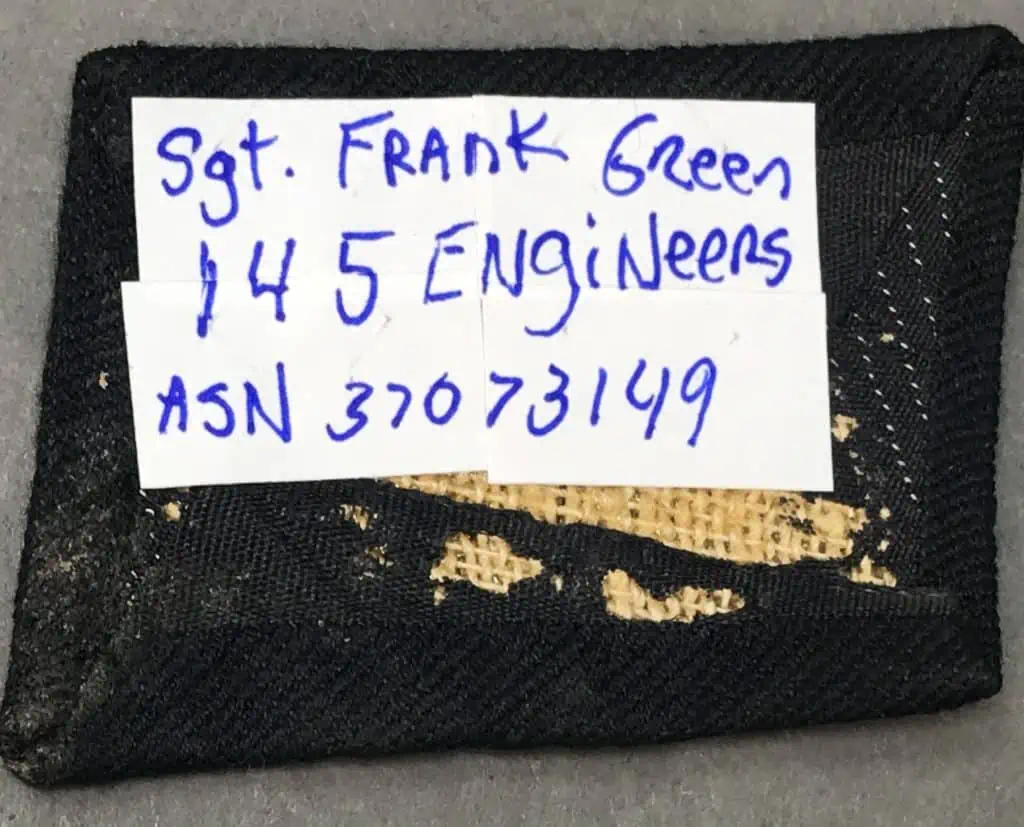 Sgt. FRANK Green
145 ENgiNeeRs
ASN 37073149